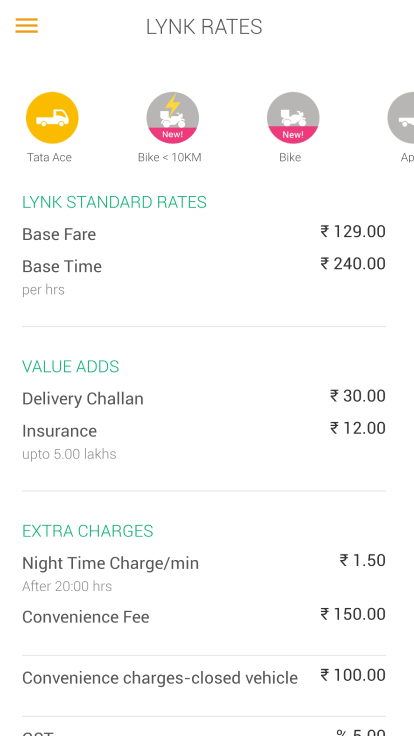 LYNK RATES
New!
New!
Tata Ace
Bike < 10KM
Bike
Ap
LYNK STANDARD RATES
Base Fare ₹ 129.00
Base Time ₹ 240.00
per hrs
VALUE ADDS
Delivery Challan ₹ 30.00
Insurance ₹ 12.00
upto 5.00 lakhs
EXTRA CHARGES
Night Time Charge/min ₹ 1.50
After 20:00 hrs
Convenience Fee ₹ 150.00
Convenience charges-closed vehicle ₹ 100.00
GST % 5.00